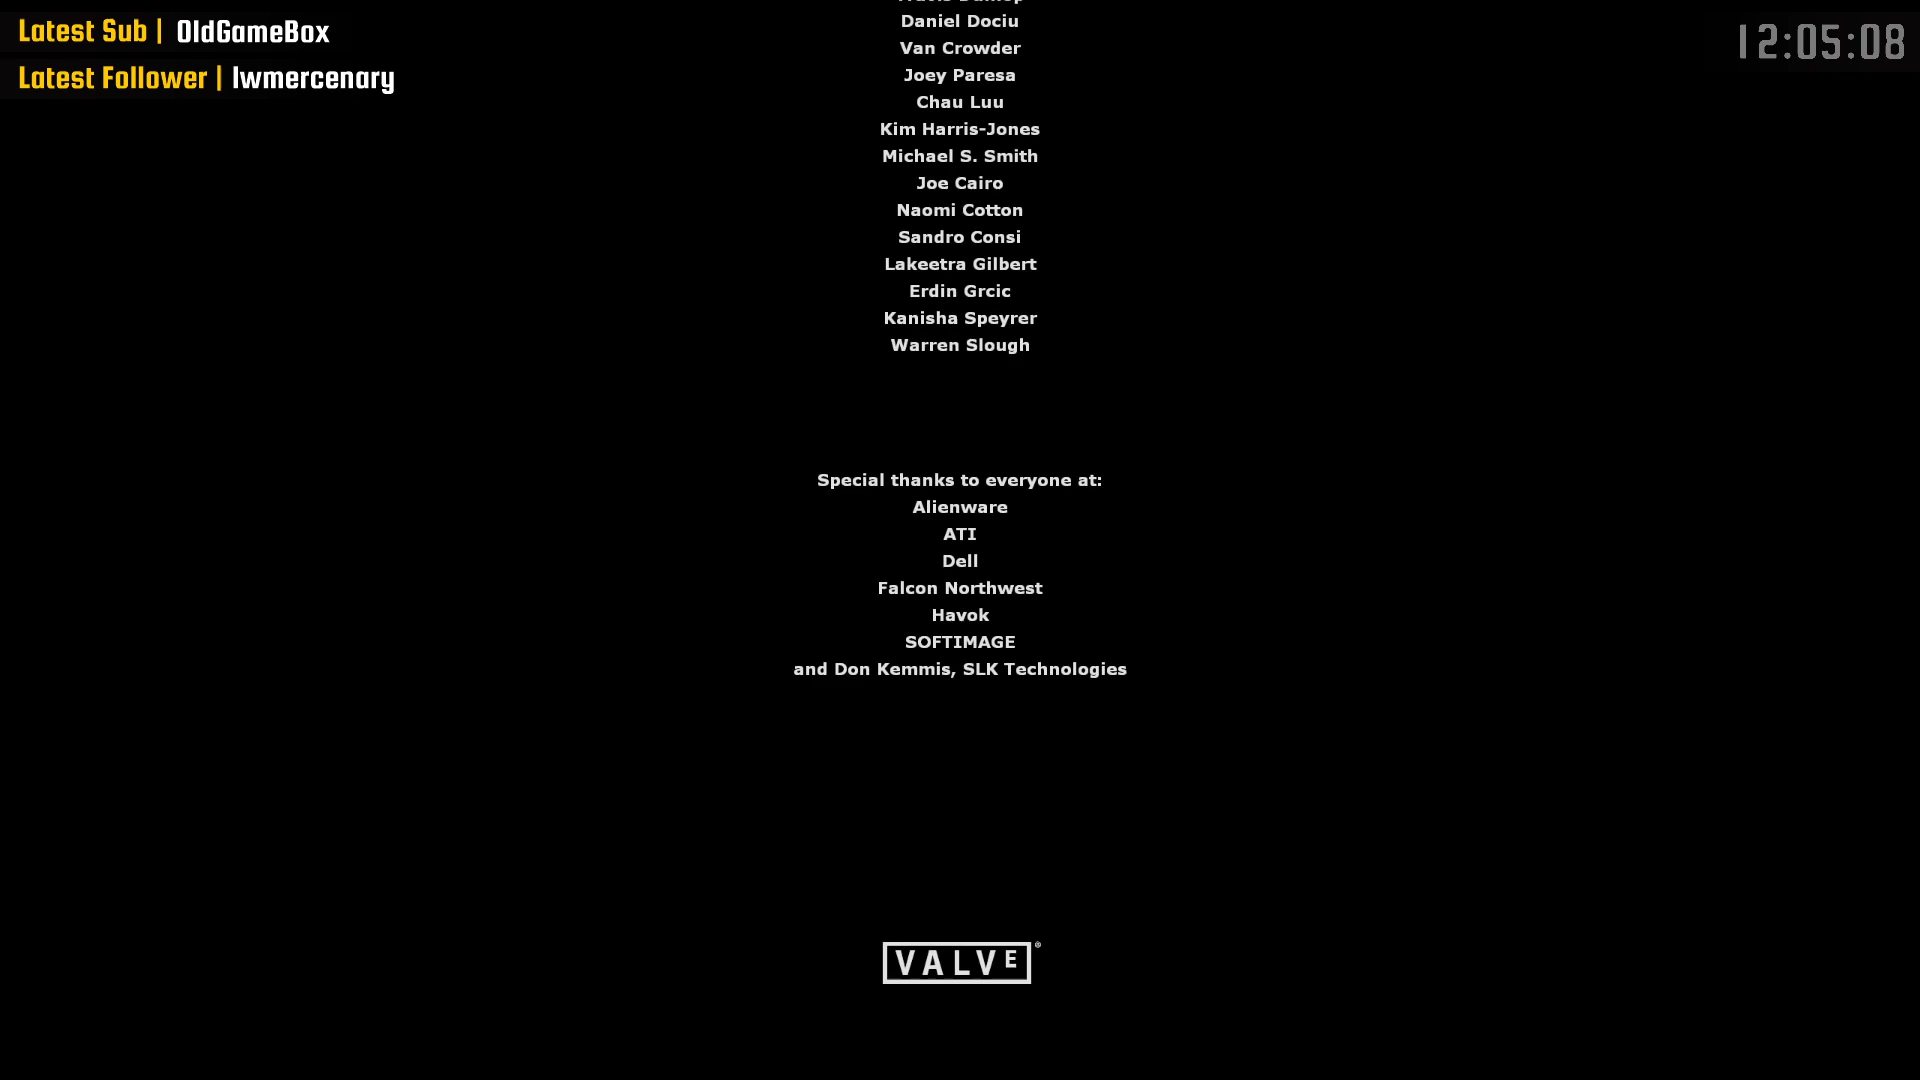 Latest Sub | OldGameBox
Latest Follower | lwmercenary
12:05:08
Daniel Dociu
Van Crowder
Joey Paresa
Chau Luu
Kim Harris-Jones
Michael S. Smith
Joe Cairo
Naomi Cotton
Sandro Consi
Lakeetra Gilbert
Erdin Grcic
Kanisha Speyrer
Warren Slough
Special thanks to everyone at:
Alienware
ATI
Dell
Falcon Northwest
Havok
SOFTIMAGE
and Don Kemmis, SLK Technologies
VALVE®